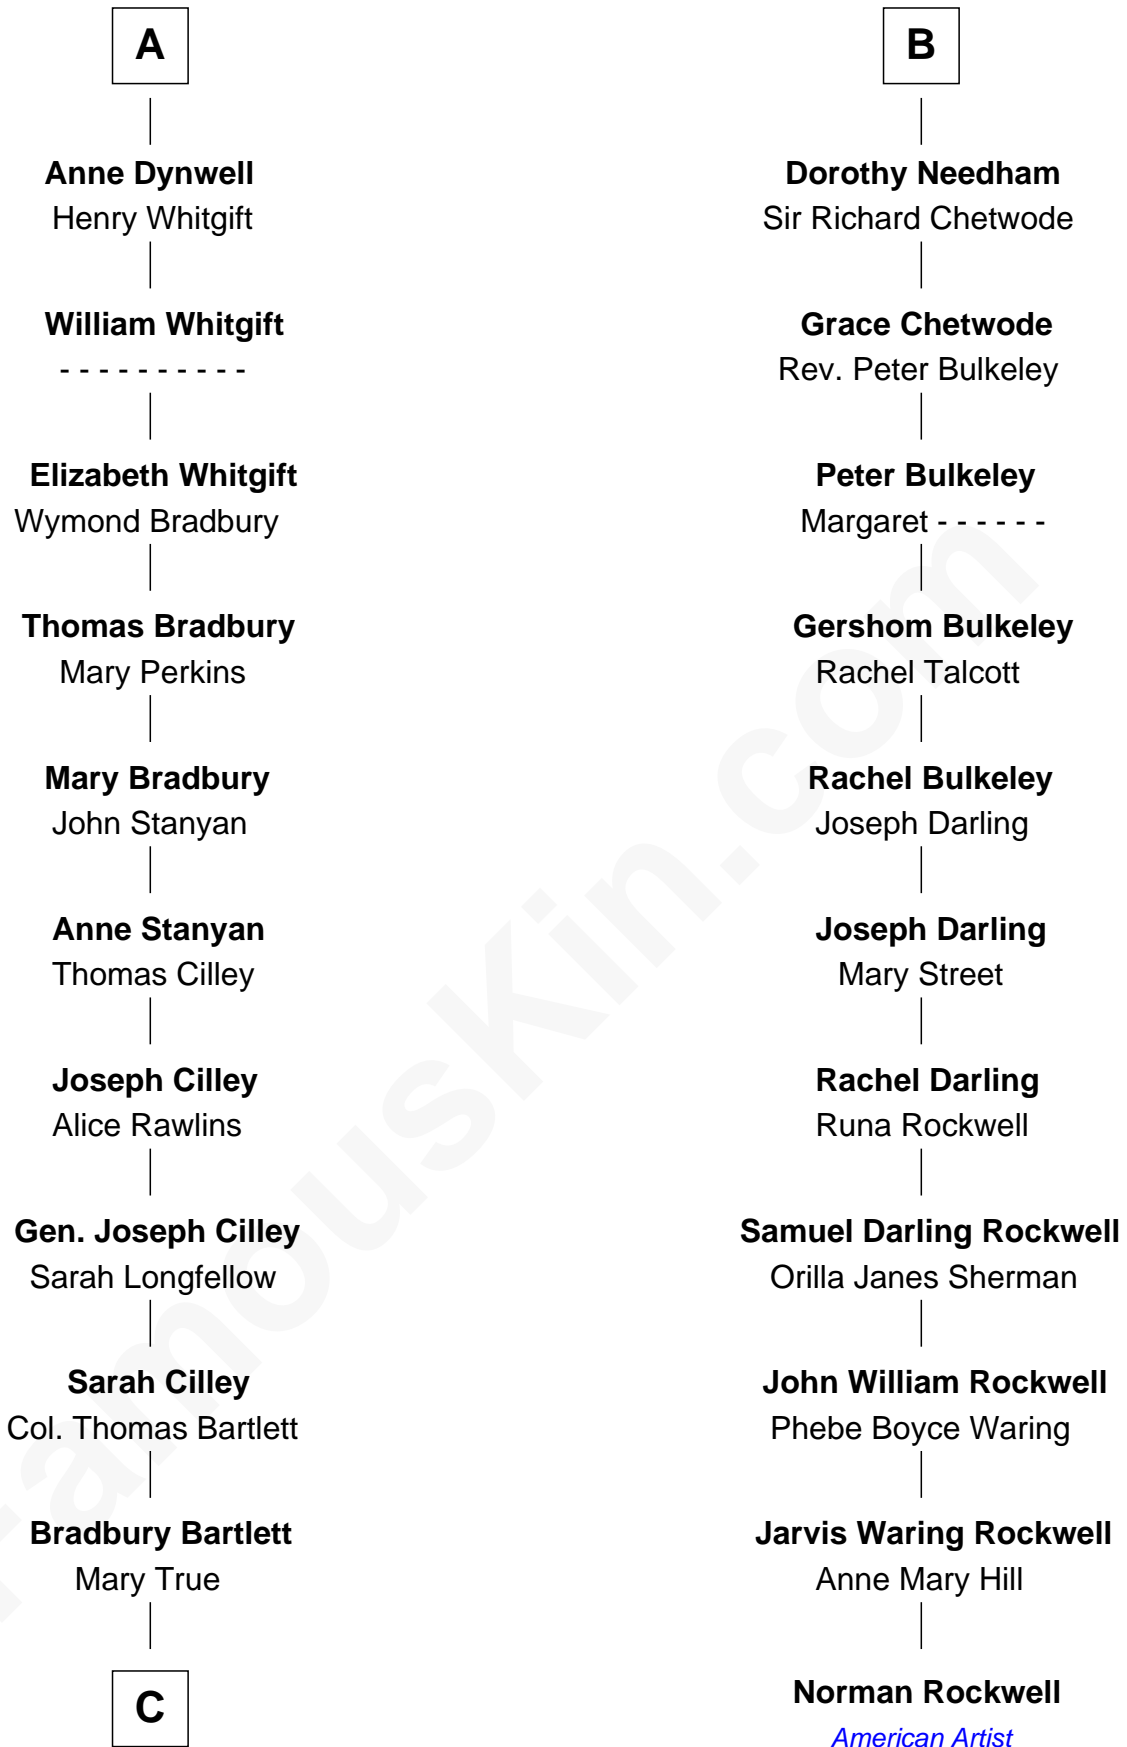 A
Anne Dynwell
Henry Whitgift
William Whitgift
- - - - - - - - - -
Elizabeth Whitgift
Wymond Bradbury
Thomas Bradbury
Mary Perkins
Mary Bradbury
John Stanyan
Anne Stanyan
Thomas Cilley
Joseph Cilley
Alice Rawlins
Gen. Joseph Cilley
Sarah Longfellow
Sarah Cilley
Col. Thomas Bartlett
Bradbury Bartlett
Mary True
C
B
Dorothy Needham
Sir Richard Chetwode
Grace Chetwode
Rev. Peter Bulkeley
Peter Bulkeley
Margaret - - - - - -
Gershom Bulkeley
Rachel Talcott
Rachel Bulkeley
Joseph Darling
Joseph Darling
Mary Street
Rachel Darling
Runa Rockwell
Samuel Darling Rockwell
Orilla Janes Sherman
John William Rockwell
Phebe Boyce Waring
Jarvis Waring Rockwell
Anne Mary Hill
Norman Rockwell
American Artist
FamousKin.com